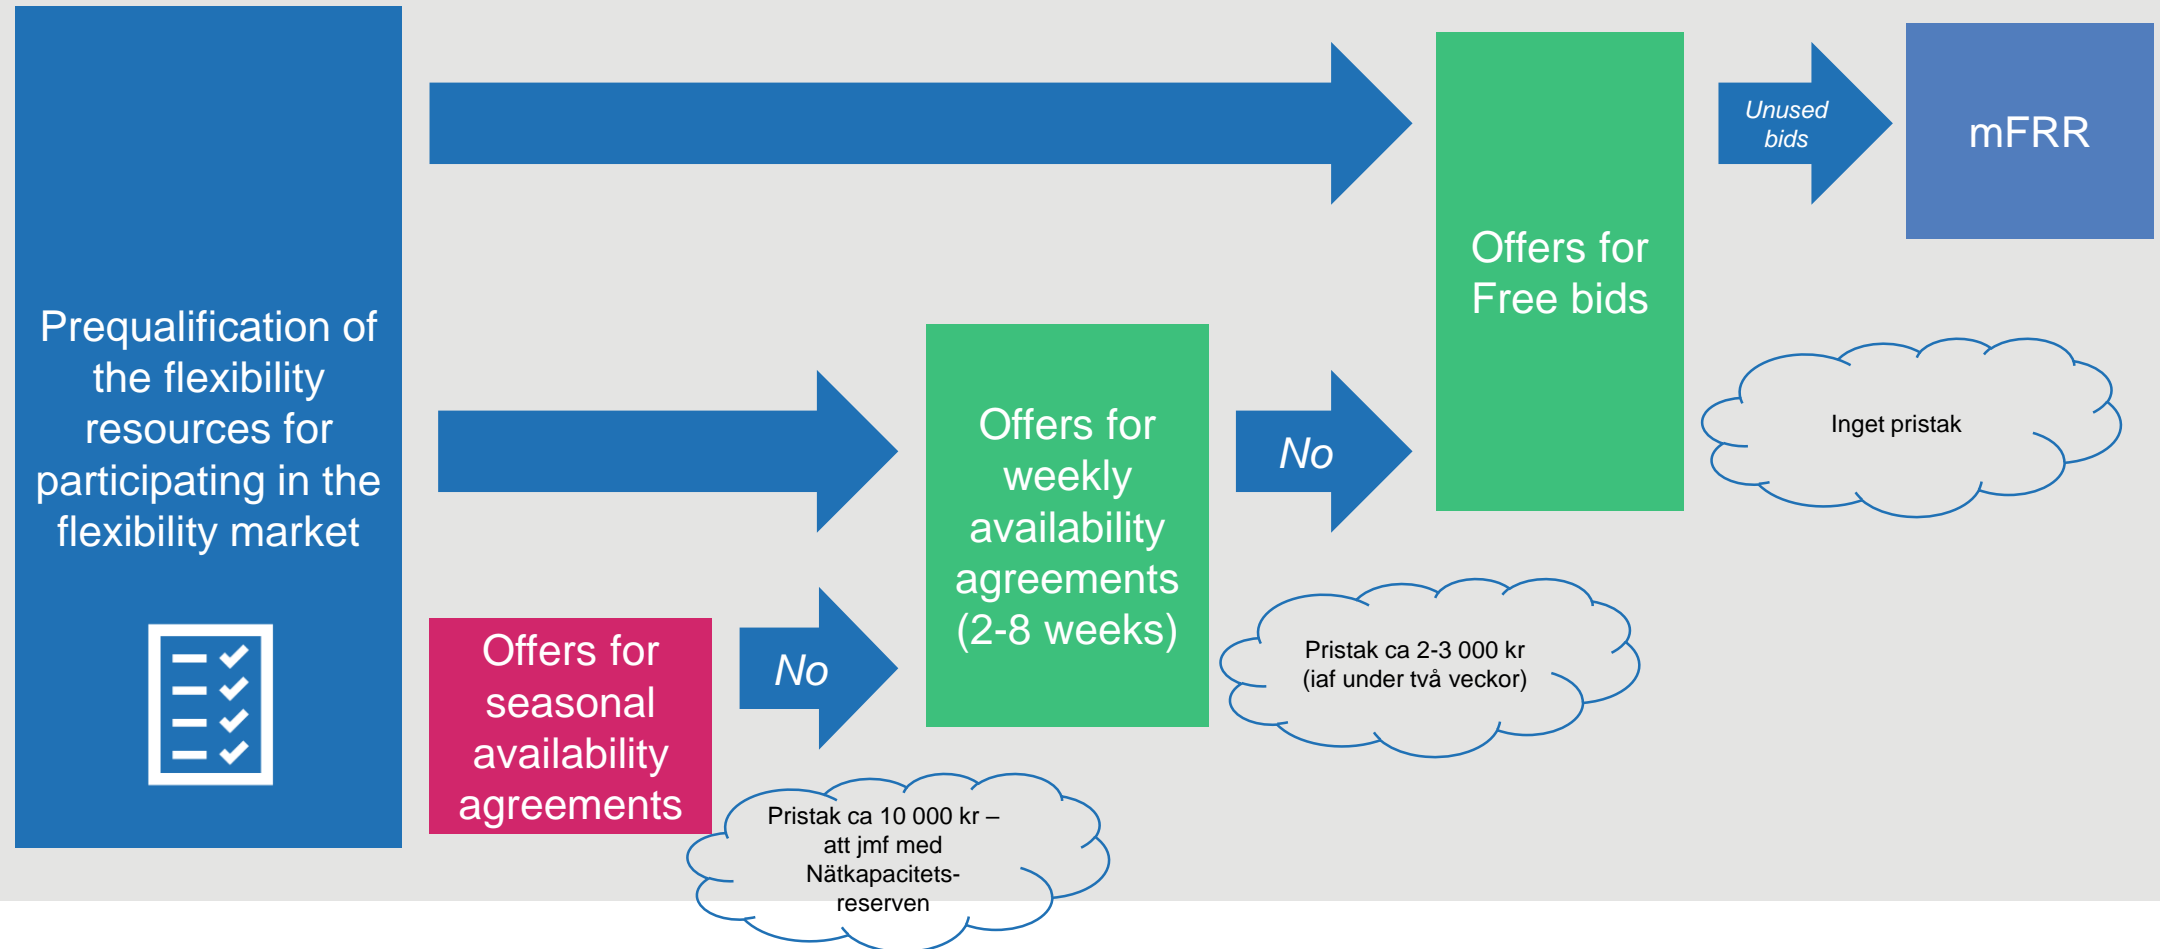 Prequalification of
the flexibility
resources for
participating in the
flexibility market
Offers for
seasonal
availability
agreements
No
Pristak ca 10 000 kr –
att jmf med
Nätkapacitets-
reserven
Offers for
weekly
availability
agreements
(2-8 weeks)
No
Pristak ca 2-3 000 kr
(iaf under två veckor)
Offers for
Free bids
Unused
bids
mFRR
Inget pristak